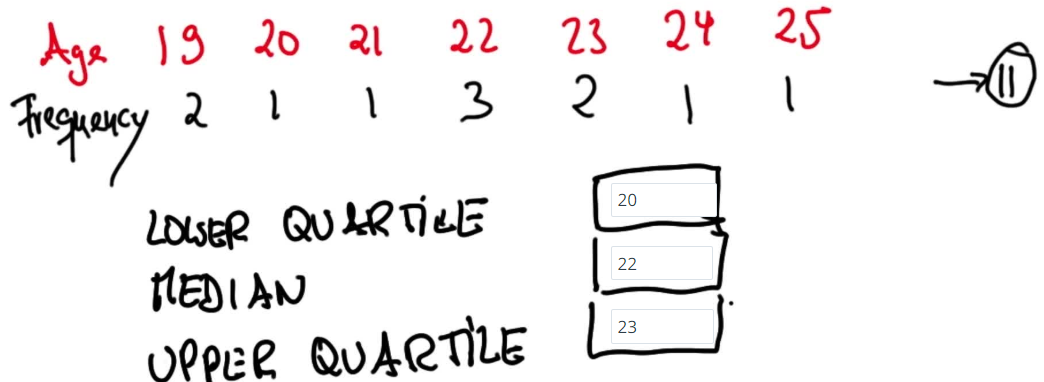 Age 19 20 21 22 23 24 25
Frequency 2 1 1 3 2 1 1 → 11
LOWER QUARTILE 20
MEDIAN 22
UPPER QUARTILE 23